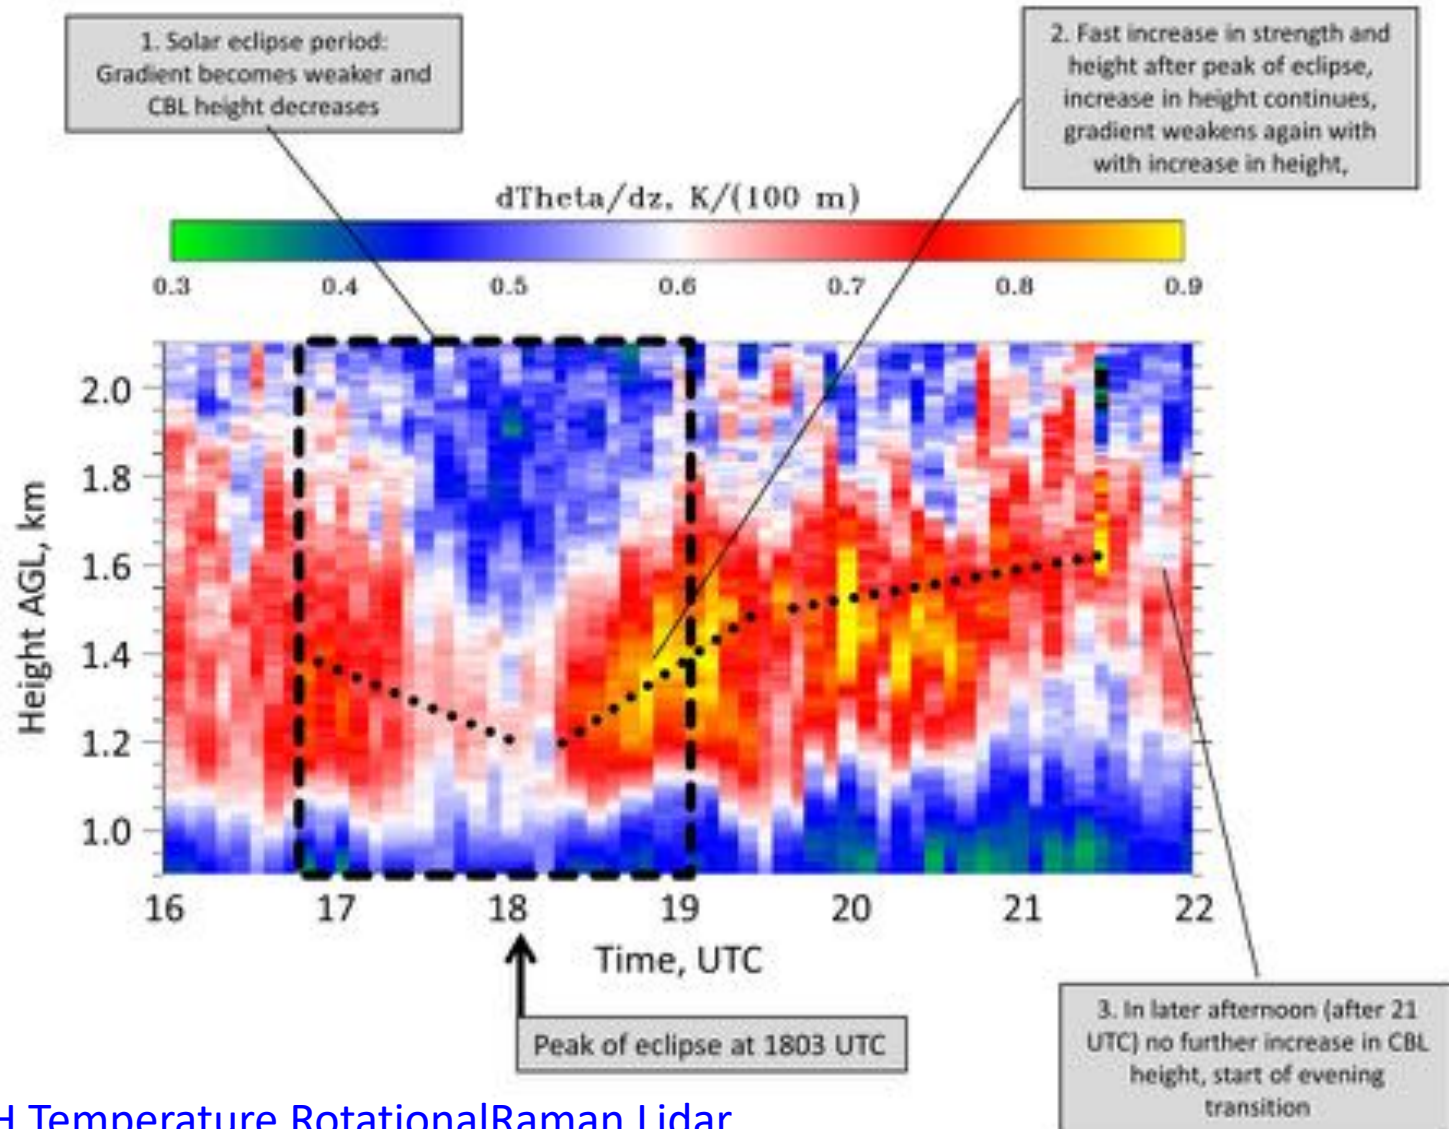 1. Solar eclipse period:
Gradient becomes weaker and
CBL height decreases
2. Fast increase in strength and
height after peak of eclipse,
increase in height continues,
gradient weakens again with
with increase in height,
dTheta/dz, K/(100 m)
0.3 0.4 0.5 0.6 0.7 0.8 0.9
Height AGL, km
2.0
1.8
1.6
1.4
1.2
1.0
16 17 18 19 20 21 22
Time, UTC
Peak of eclipse at 1803 UTC
3. In later afternoon (after 21
UTC) no further increase in CBL
height, start of evening
transition
H Temperature RotationalRaman Lidar